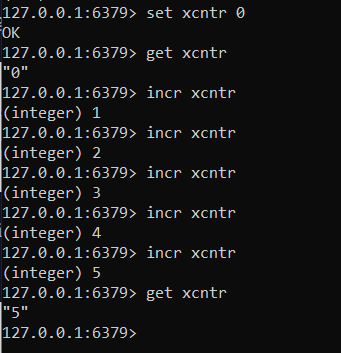 127.0.0.1:6379> set xcntr 0
OK
127.0.0.1:6379> get xcntr
"0"
127.0.0.1:6379> incr xcntr
(integer) 1
127.0.0.1:6379> incr xcntr
(integer) 2
127.0.0.1:6379> incr xcntr
(integer) 3
127.0.0.1:6379> incr xcntr
(integer) 4
127.0.0.1:6379> incr xcntr
(integer) 5
127.0.0.1:6379> get xcntr
"5"
127.0.0.1:6379>